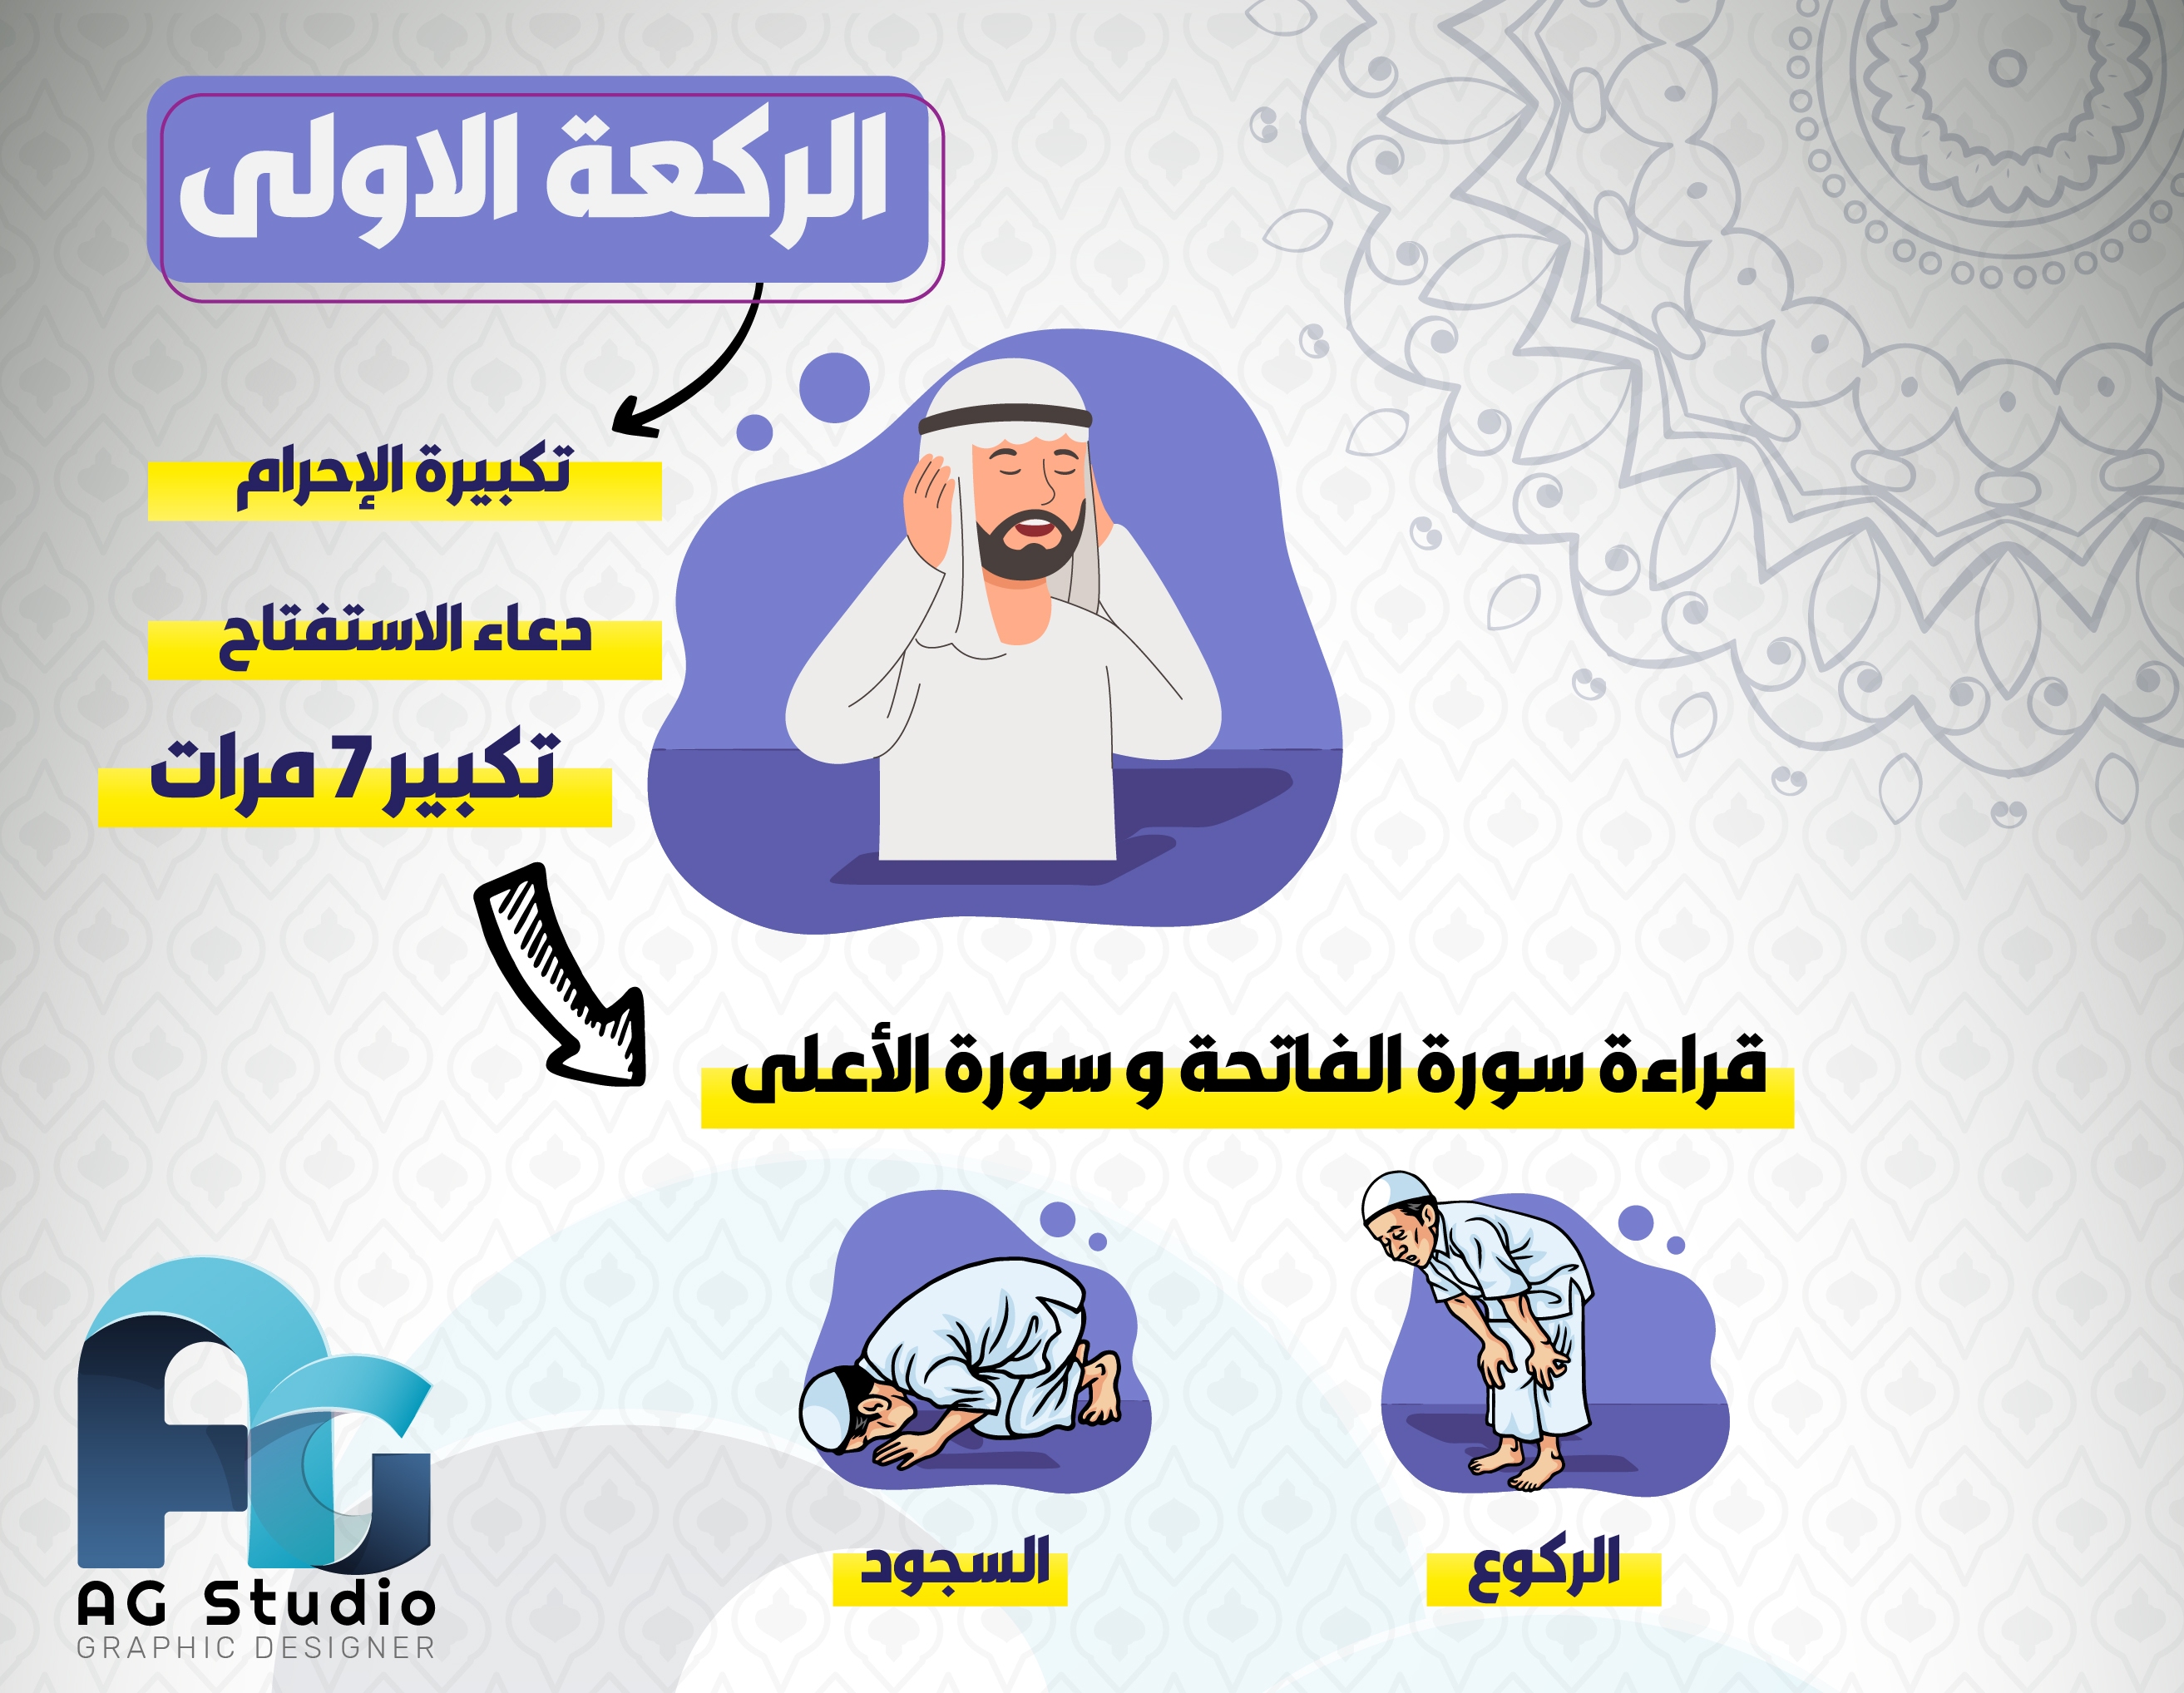 الركعة الاولى
تكبيرة الإحرام
دعاء الاستفتاح
تكبير 7 مرات
قراءة سورة الفاتحة و سورة الأعلى
الركوع
السجود
AG Studio
GRAPHIC DESIGNER